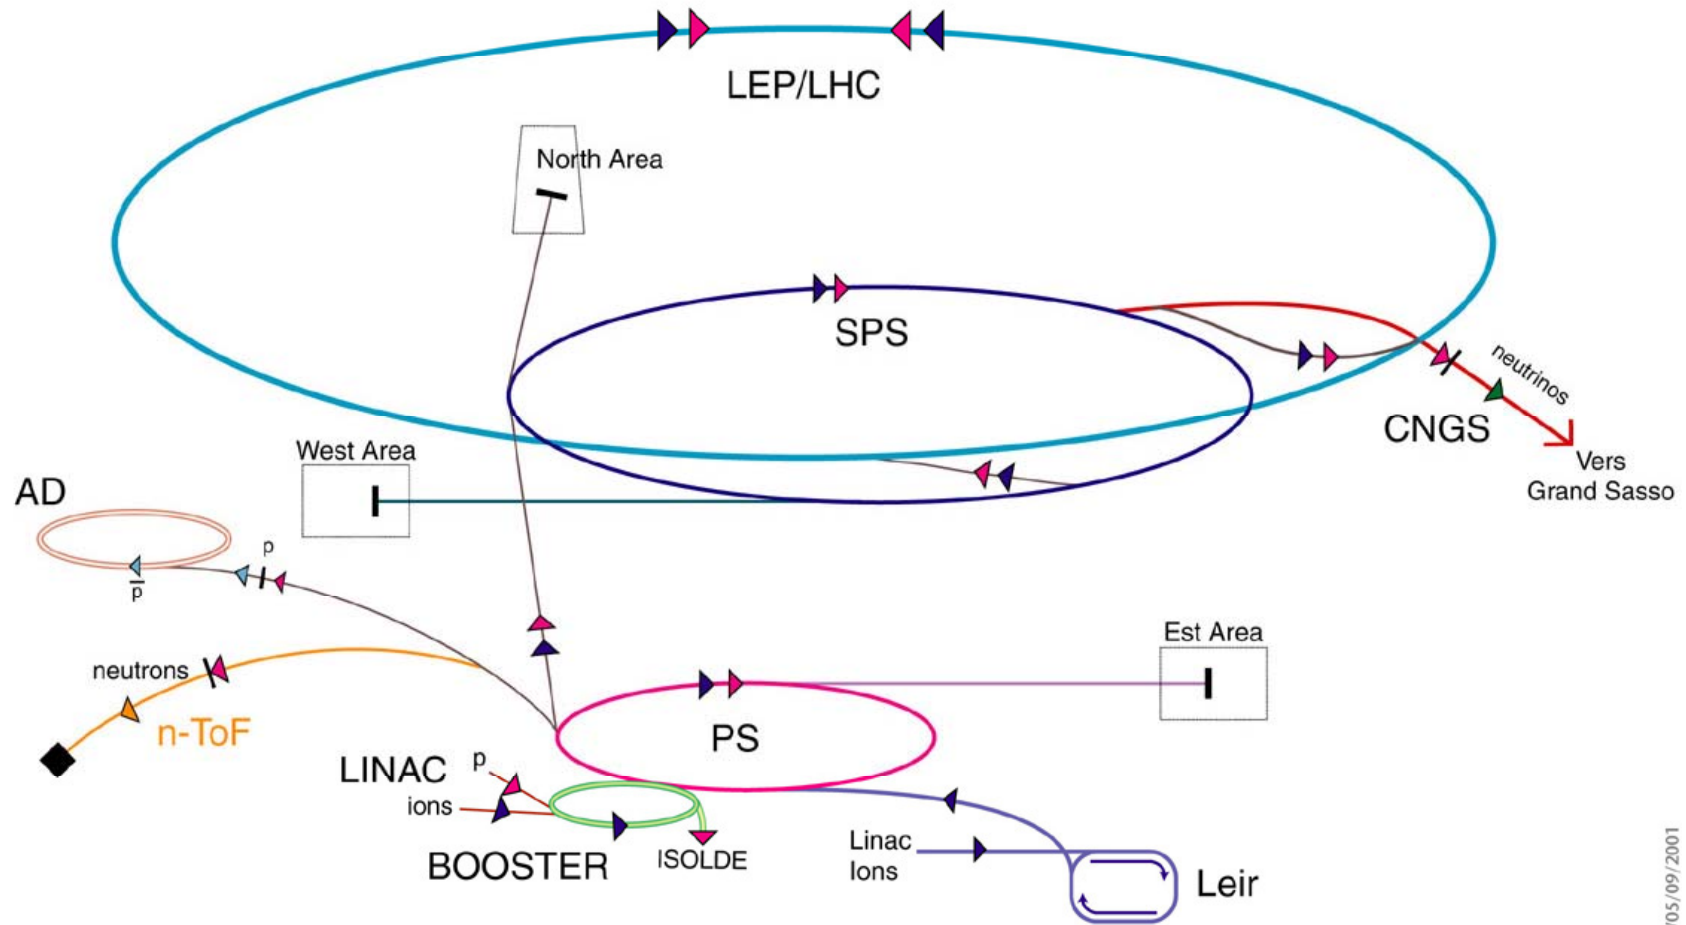 LEP/LHC
North Area
SPS
neutrinos
CNGS
West Area
Vers
Grand Sasso
AD
p
p
Est Area
neutrons
n-ToF
PS
LINAC
p
ions
BOOSTER
ISOLDE
Linac
Ions
Leir
/05/09/2001